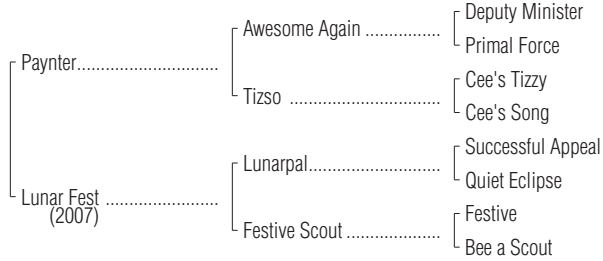 Deputy Minister
Awesome Again ................
Primal Force
Paynter..............................
Cee's Tizzy
Tizso ................................
Cee's Song
Successful Appeal
Lunarpal............................
Quiet Eclipse
Lunar Fest ........................
(2007)
Festive
Festive Scout ....................
Bee a Scout